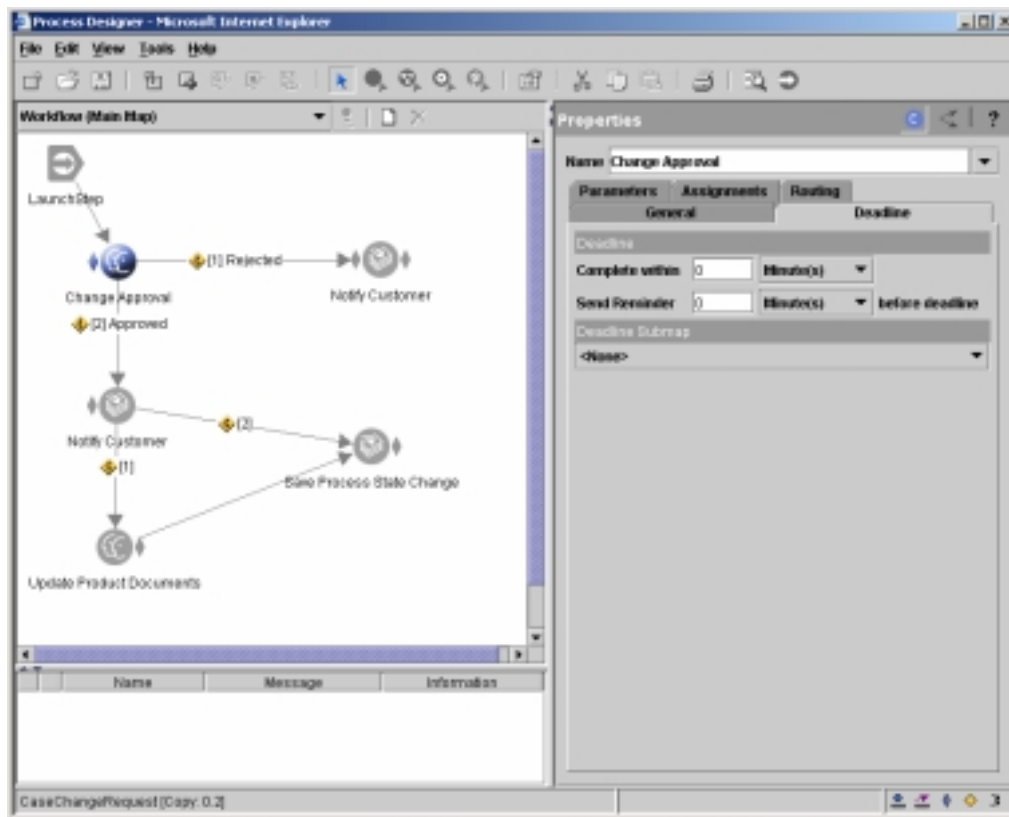 Process Designer - Microsoft Internet Explorer
File Edit View Tools Help
Workflow (Main Map)
LaunchStep
[1] Rejected
Change Approval
Notify Customer
[2] Approved
Notify Customer
[2]
[1]
Save Process State Change
Update Product Documents
Name Message Information
CaseChangeRequest [Copy: 0.2]
Properties
?
Name Change Approval
Parameters Assignments Routing
General Deadline
Deadline
Complete within 0 Minute(s)
Send Reminder 0 Minute(s) before deadline
Deadline Submap
<None>
3